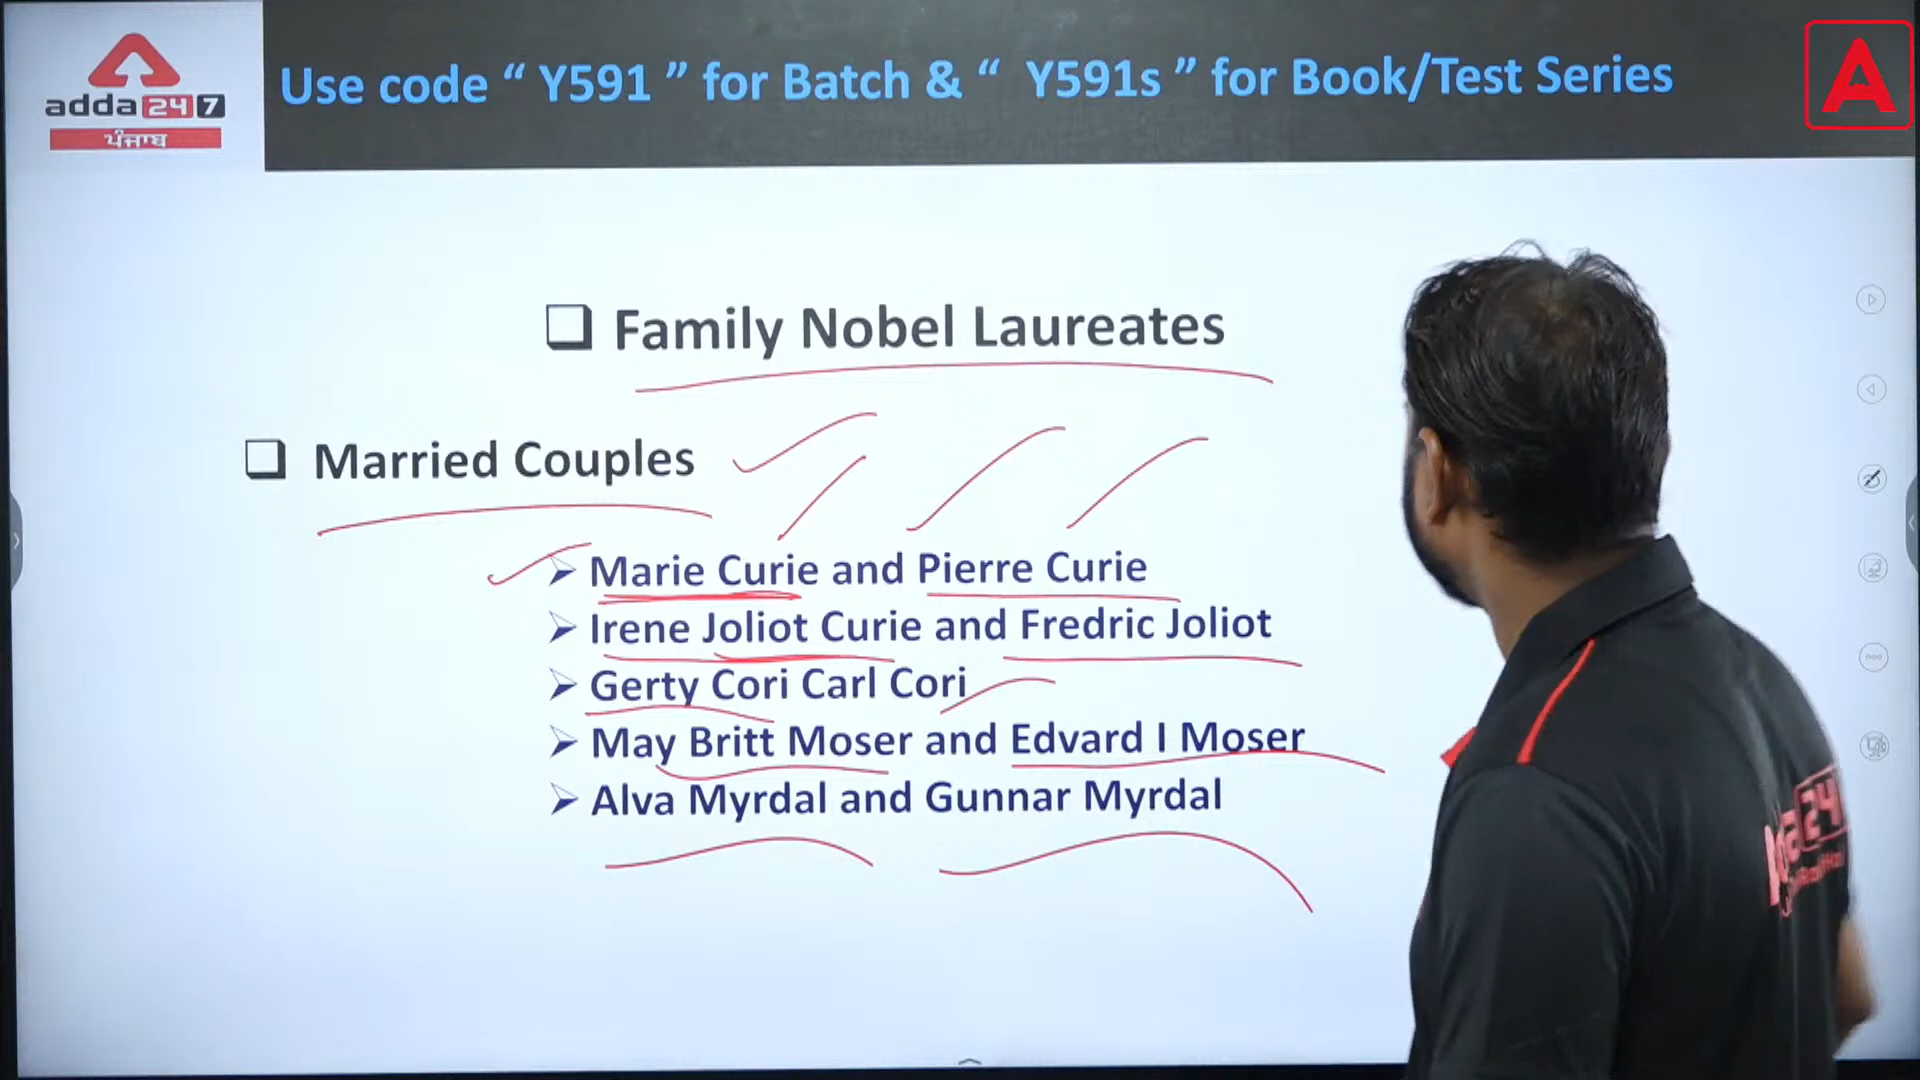 adda247
ਪੰਜਾਬ
Use code “ Y591 ” for Batch & “ Y591s ” for Book/Test Series
A
Family Nobel Laureates
Married Couples
Marie Curie and Pierre Curie
Irene Joliot Curie and Fredric Joliot
Gerty Cori Carl Cori
May Britt Moser and Edvard I Moser
Alva Myrdal and Gunnar Myrdal